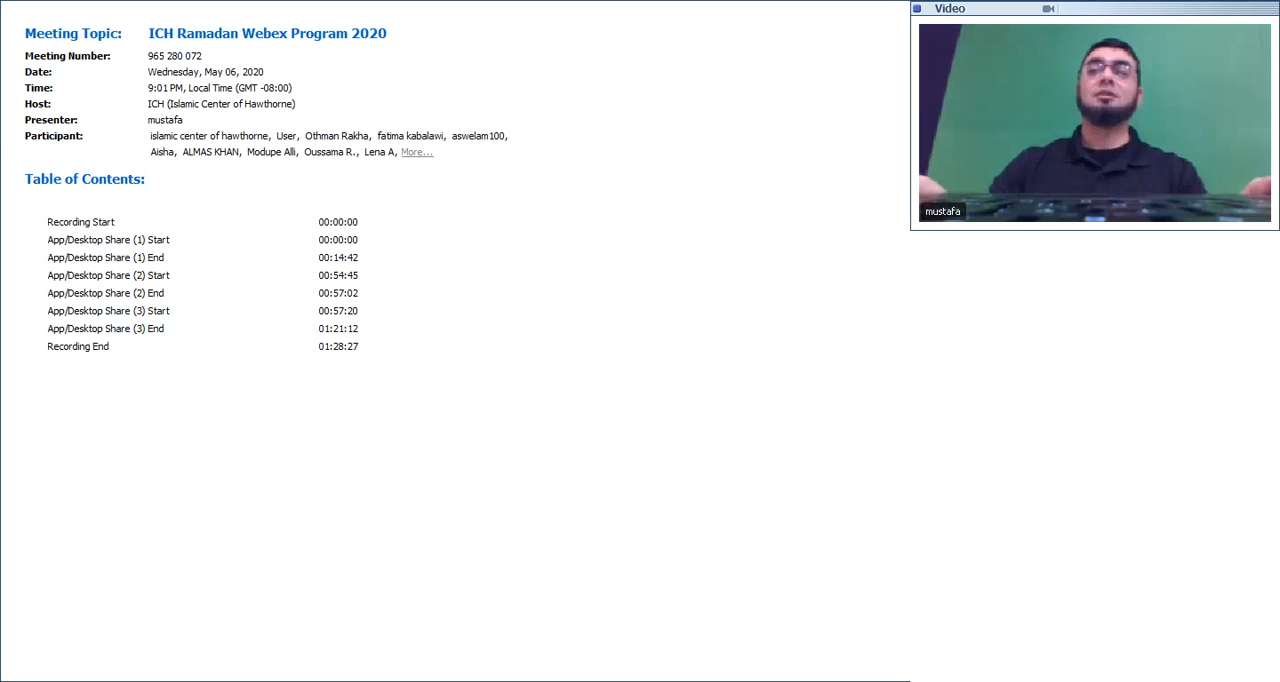 Meeting Topic: ICH Ramadan Webex Program 2020
Meeting Number: 965 280 072
Date: Wednesday, May 06, 2020
Time: 9:01 PM, Local Time (GMT -08:00)
Host: ICH (Islamic Center of Hawthorne)
Presenter: mustafa
Participant: islamic center of hawthorne, User, Othman Rakha, fatima kabalawi, aswelam100,
Aisha, ALMAS KHAN, Modupe Alli, Oussama R., Lena A, More...
Table of Contents:
Recording Start 00:00:00
App/Desktop Share (1) Start 00:00:00
App/Desktop Share (1) End 00:14:42
App/Desktop Share (2) Start 00:54:45
App/Desktop Share (2) End 00:57:02
App/Desktop Share (3) Start 00:57:20
App/Desktop Share (3) End 01:21:12
Recording End 01:28:27
Video
mustafa